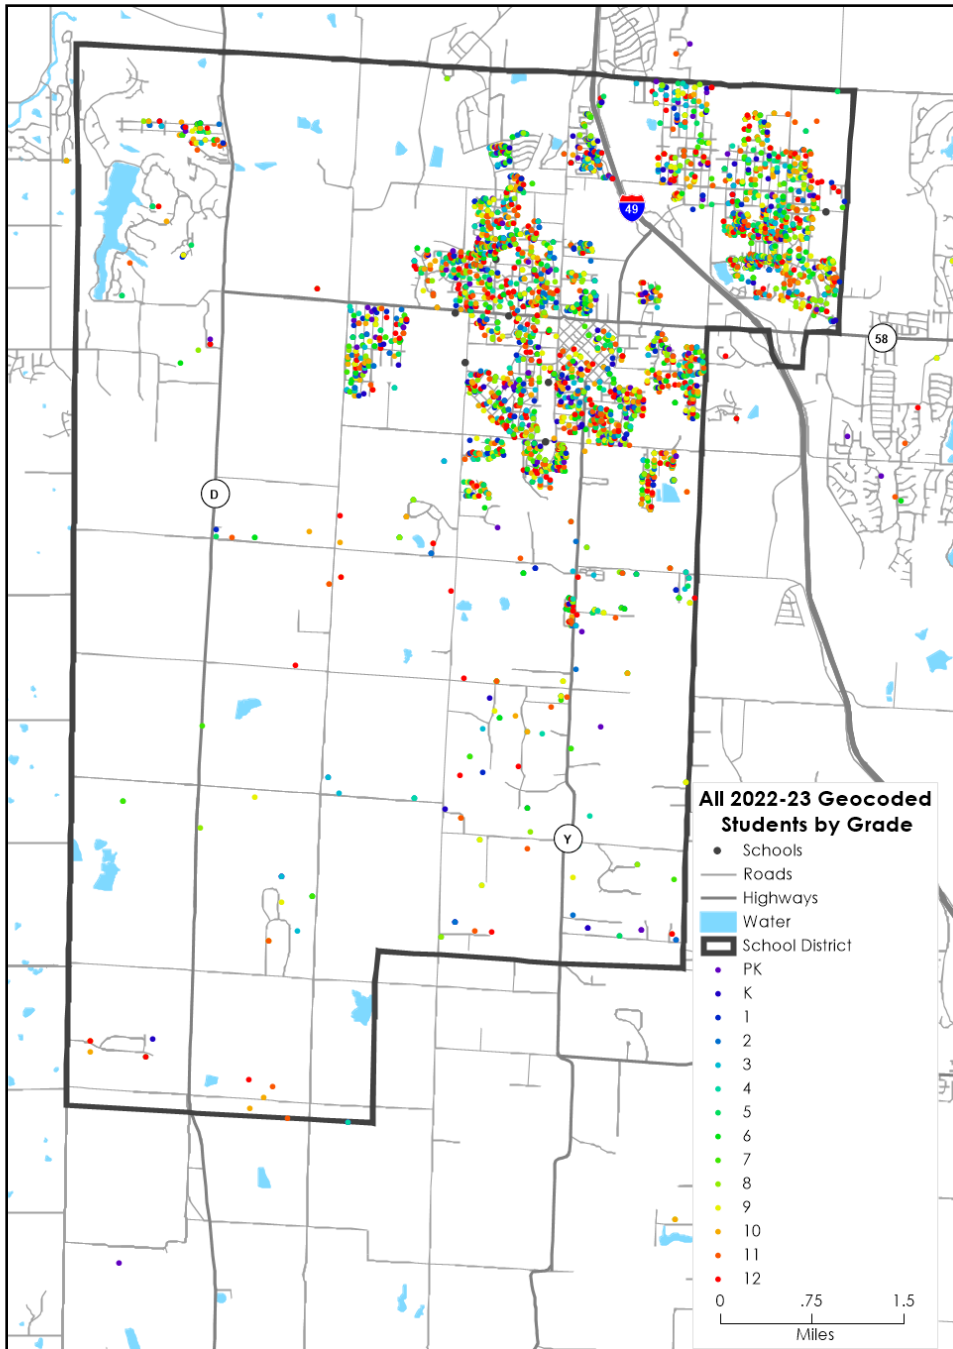 49
58
D
Y
All 2022-23 Geocoded
Students by Grade
Schools
Roads
Highways
Water
School District
PK
K
1
2
3
4
5
6
7
8
9
10
11
12
0 .75 1.5
Miles